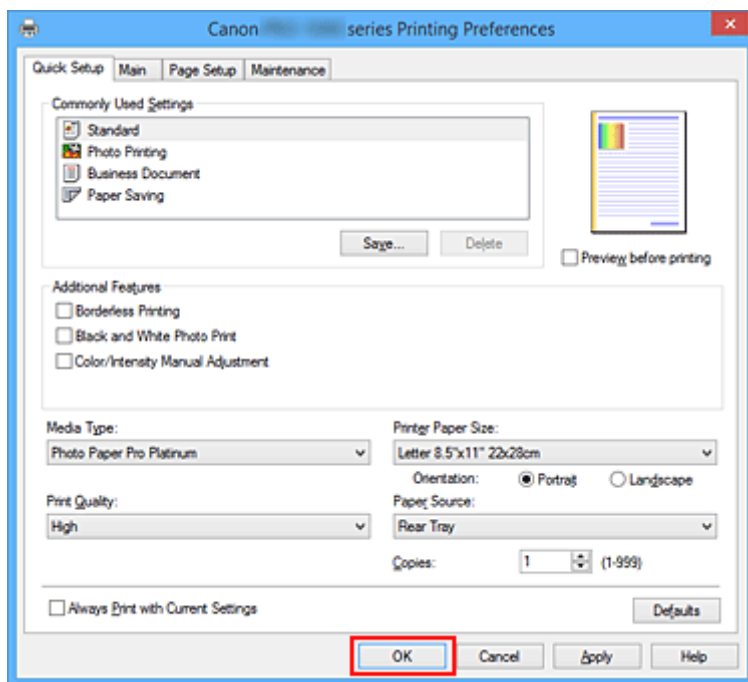 Canon series Printing Preferences
Quick Setup Main Page Setup Maintenance
Commonly Used Settings
Standard
Photo Printing
Business Document
Paper Saving
Save... Delete
Preview before printing
Additional Features
Borderless Printing
Black and White Photo Print
Color/Intensity Manual Adjustment
Media Type:
Photo Paper Pro Platinum
Printer Paper Size:
Letter 8.5"x11" 22x28cm
Orientation: Portrait Landscape
Print Quality:
High
Paper Source:
Rear Tray
Copies: 1 (1-999)
Always Print with Current Settings
Defaults
OK Cancel Apply Help